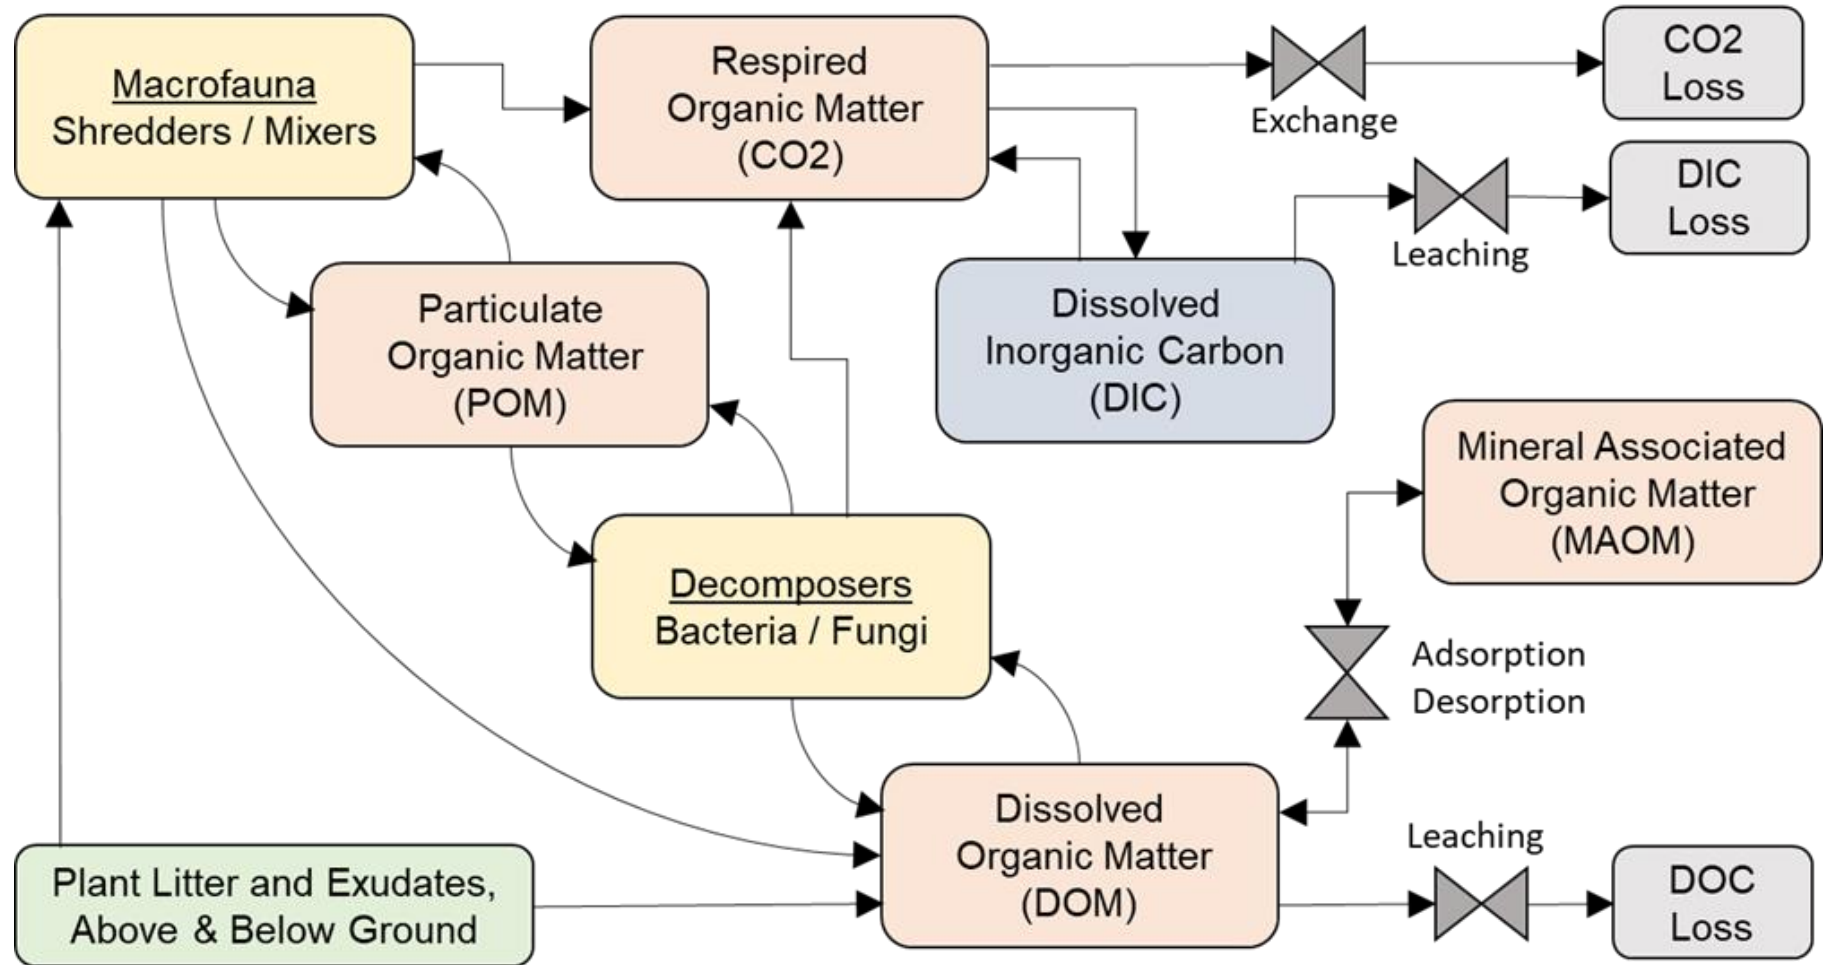 Macrofauna
Shredders / Mixers
Respired
Organic Matter
(CO2)
Exchange
CO2
Loss
DIC
Loss
Leaching
Particulate
Organic Matter
(POM)
Dissolved
Inorganic Carbon
(DIC)
Mineral Associated
Organic Matter
(MAOM)
Decomposers
Bacteria / Fungi
Adsorption
Desorption
Dissolved
Organic Matter
(DOM)
Leaching
DOC
Loss
Plant Litter and Exudates,
Above & Below Ground